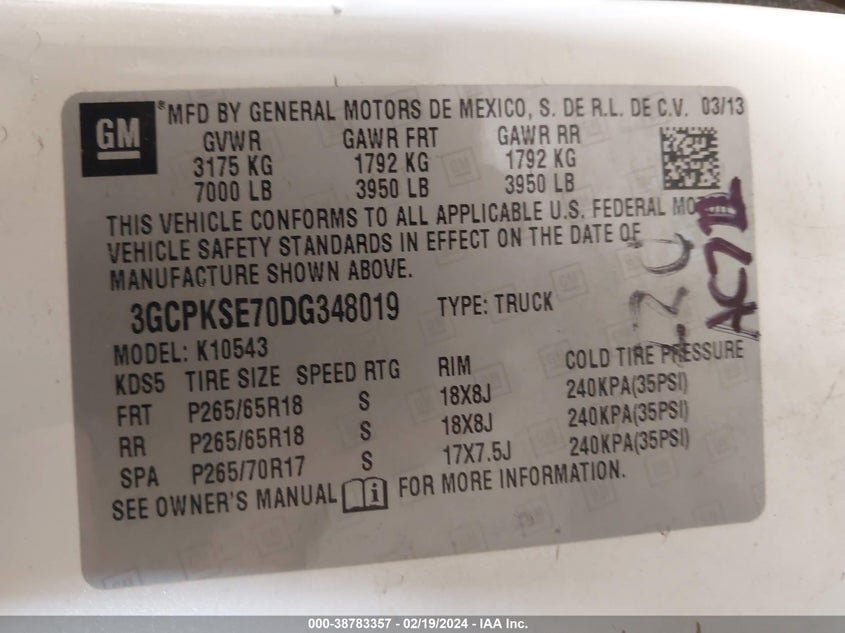 GM
®MFD BY GENERAL MOTORS DE MEXICO, S. DE R.L. DE C.V. 03/13
GVWR GAWR FRT GAWR RR
3175 KG 1792 KG 1792 KG
7000 LB 3950 LB 3950 LB
THIS VEHICLE CONFORMS TO ALL APPLICABLE U.S. FEDERAL
VEHICLE SAFETY STANDARDS IN EFFECT ON THE DATE OF
MANUFACTURE SHOWN ABOVE.
3GCPKSE70DG348019 TYPE: TRUCK
MODEL: K10543
KDS5 TIRE SIZE SPEED RTG RIM COLD TIRE PRESSURE
FRT P265/65R18 S 18X8J 240KPA(35PSI)
RR P265/65R18 S 18X8J 240KPA(35PSI)
SPA P265/70R17 S 17X7.5J 240KPA(35PSI)
SEE OWNER'S MANUAL FOR MORE INFORMATION.
000-38783357 - 02/19/2024 - IAA Inc.